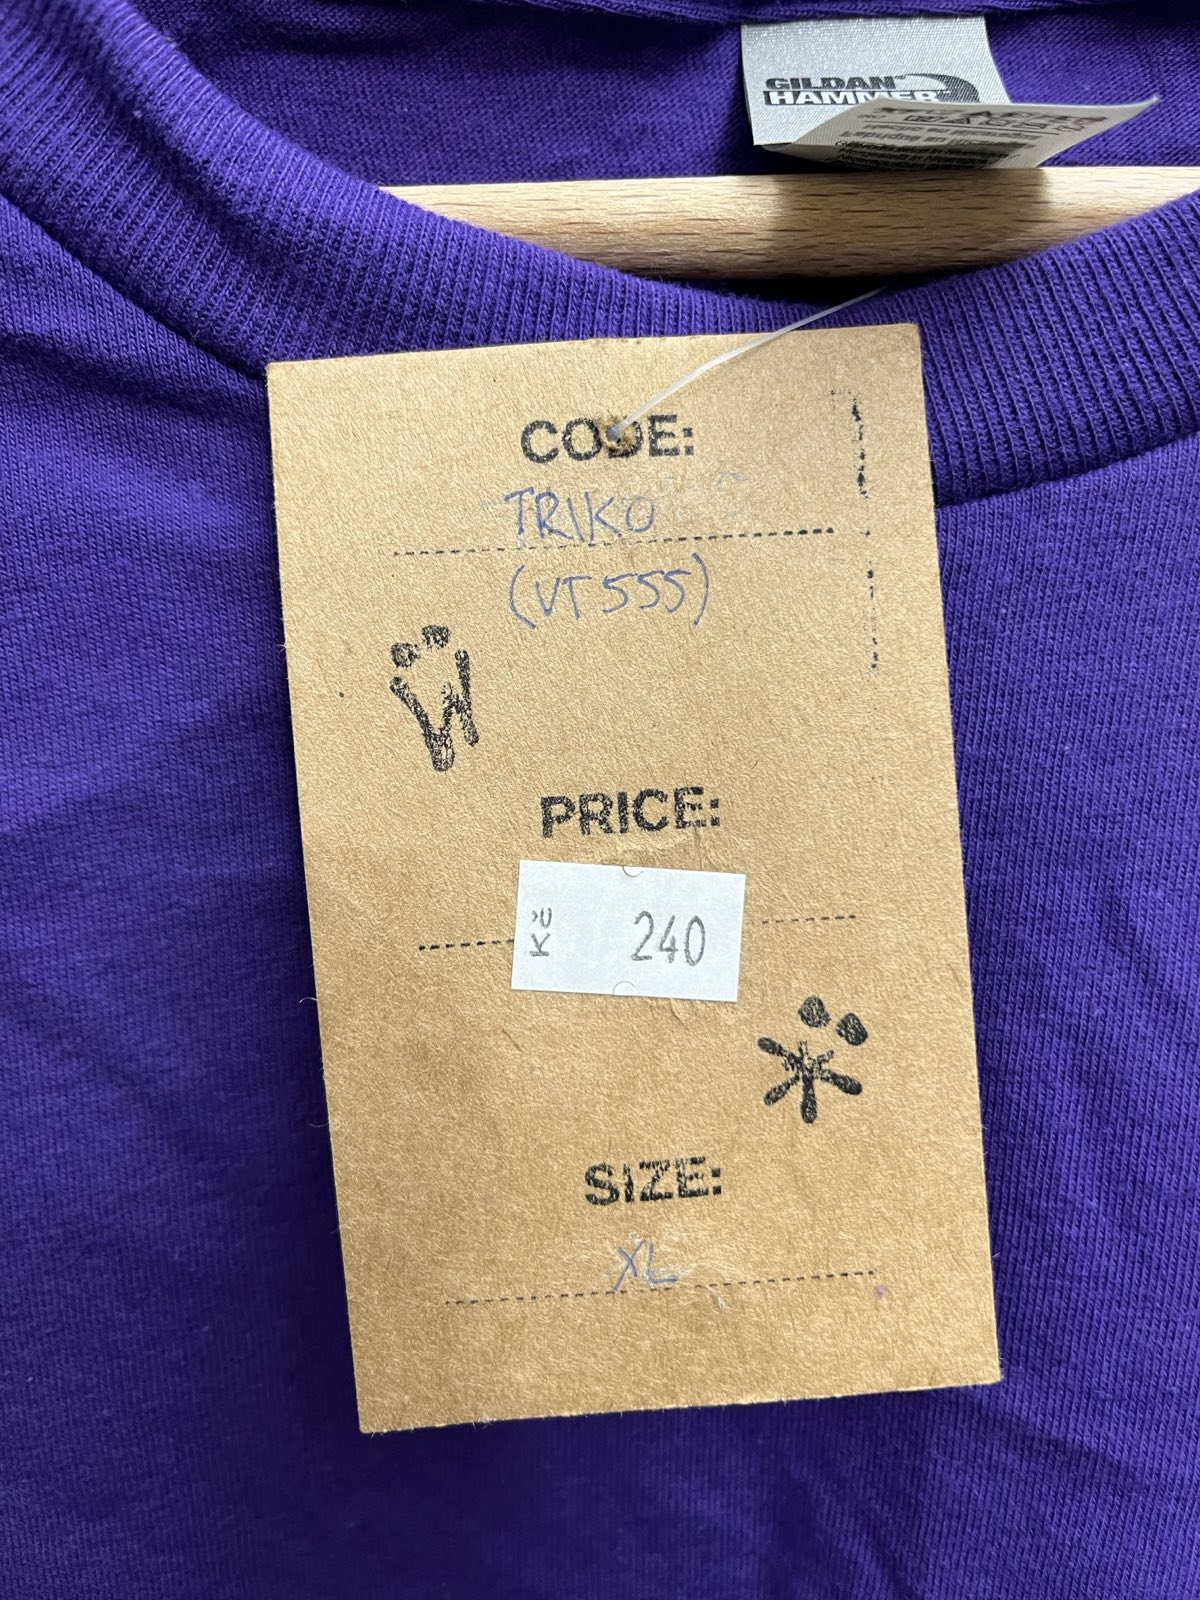 GILDAN
HAMMER
CODE:
TRIKO
(VT555)
PRICE:
Kč 240
SIZE:
XL